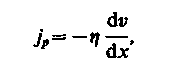 j_p = -η dv/dx,